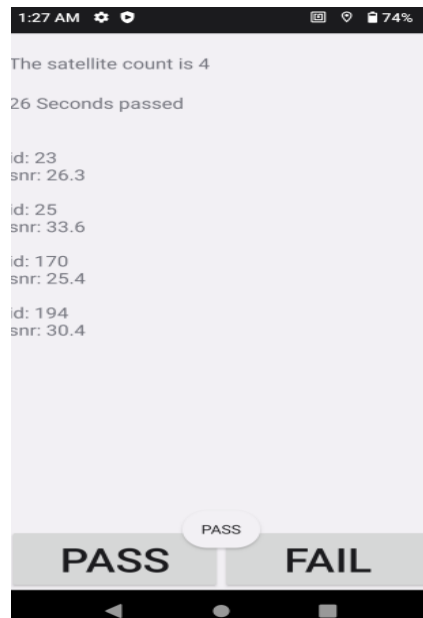 1:27 AM 74%
The satellite count is 4
26 Seconds passed
id: 23
snr: 26.3
id: 25
snr: 33.6
id: 170
snr: 25.4
id: 194
snr: 30.4
PASS
PASS FAIL